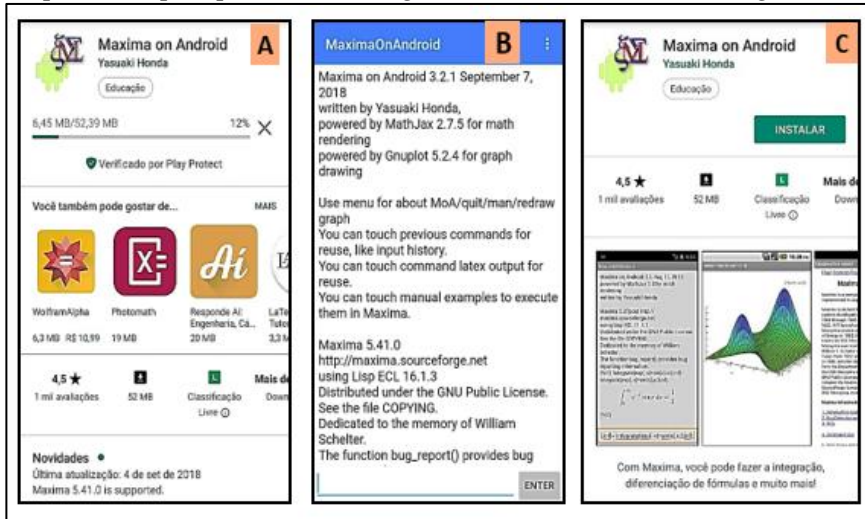 Maxima on Android
Yasuaki Honda
Educação
A
6,45 MB/52,39 MB 12%
Verificado por Play Protect
Você também pode gostar de... MAIS
WolframAlpha Photomath Responde Aí: LaTe
Engenharia, Cá... Tuto
6,3 MB R$ 10,99 19 MB 20 MB 3,3 M
4,5 ★ L Mais de
1 mil avaliações 52 MB Classificação Down
Livre
Novidades •
Última atualização: 4 de set de 2018
Maxima 5.41.0 is supported.
MaximaOnAndroid
B
Maxima on Android 3.2.1 September 7,
2018
written by Yasuaki Honda,
powered by MathJax 2.7.5 for math
rendering
powered by Gnuplot 5.2.4 for graph
drawing
Use menu for about MoA/quit/man/redraw
graph
You can touch previous commands for
reuse, like input history.
You can touch command latex output for
reuse.
You can touch manual examples to execute
them in Maxima.
Maxima 5.41.0
http://maxima.sourceforge.net
using Lisp ECL 16.1.3
Distributed under the GNU Public License.
See the file COPYING.
Dedicated to the memory of William
Schelter.
The function bug_report() provides bug
ENTER
Maxima on Android
Yasuaki Honda
Educação
C
INSTALAR
4,5 ★ L Mais de
1 mil avaliações 52 MB Classificação Down
Livre
Com Maxima, você pode fazer a integração,
diferenciação de fórmulas e muito mais!